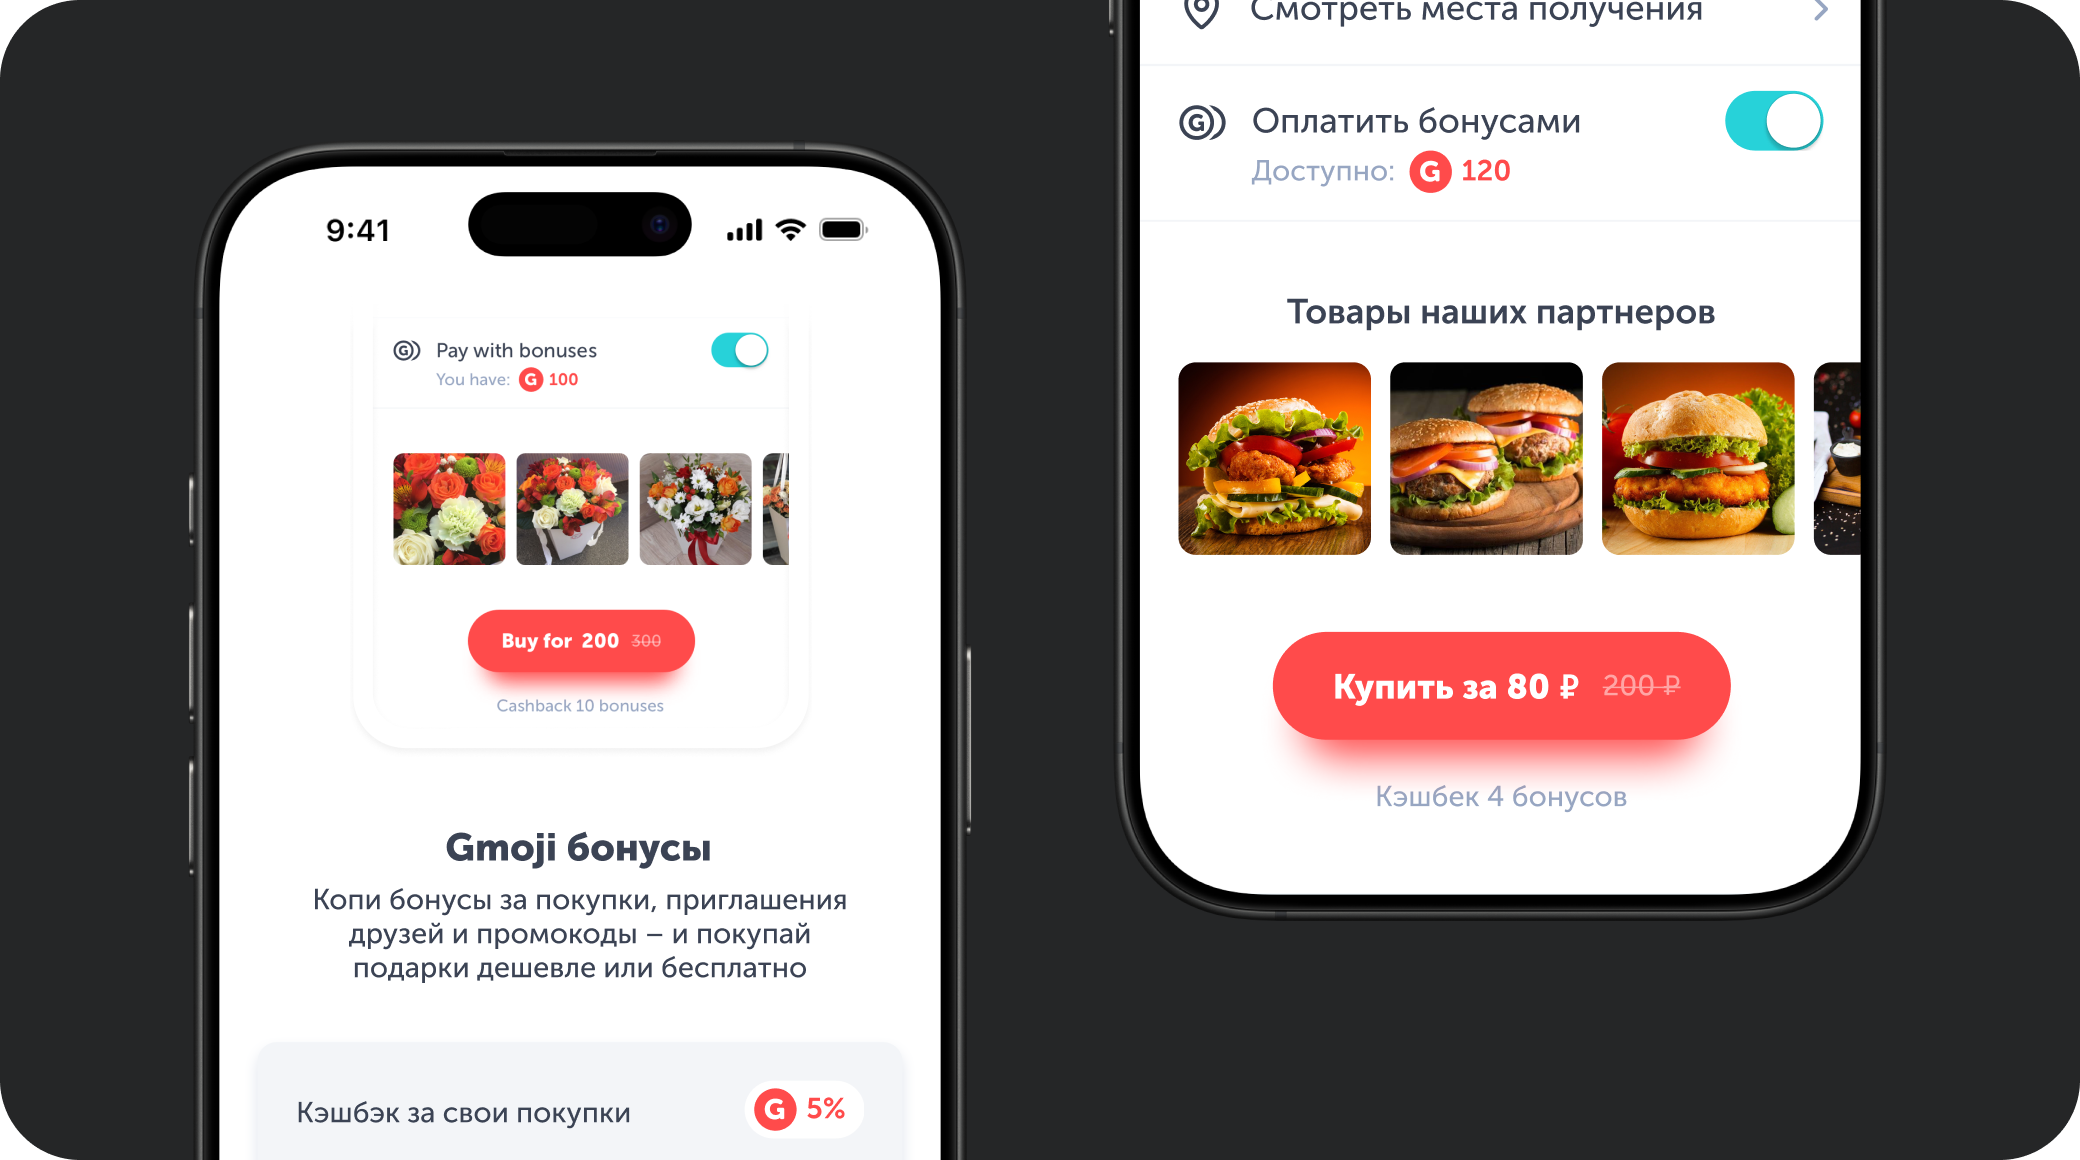 9:41
Pay with bonuses
You have: G 100
Buy for 200 300
Cashback 10 bonuses
Gmoji бонусы
Копи бонусы за покупки, приглашения
друзей и промокоды – и покупай
подарки дешевле или бесплатно
Кэшбэк за свои покупки
G 5%
Смотреть места получения
Оплатить бонусами
Доступно: G 120
Товары наших партнеров
Купить за 80 ₽ 200 ₽
Кэшбек 4 бонусов